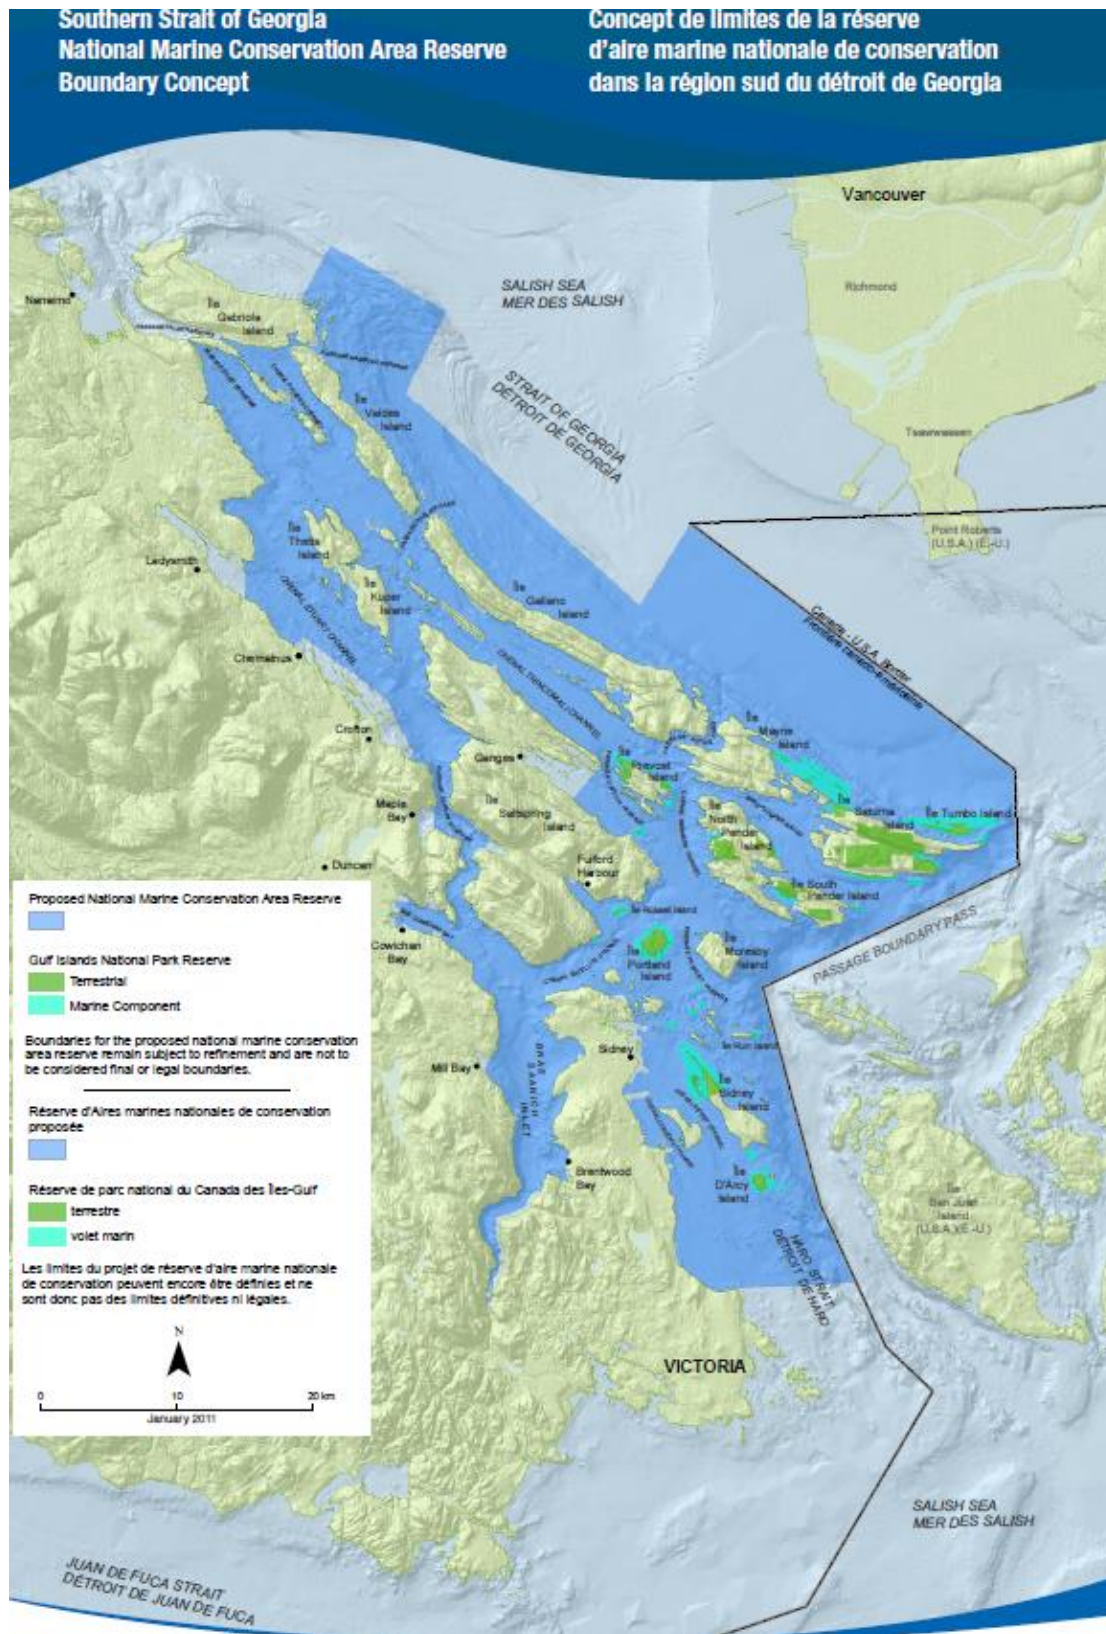 Southern Strait of Georgia
National Marine Conservation Area Reserve
Boundary Concept
Concept de limites de la réserve
d'aire marine nationale de conservation
dans la région sud du détroit de Georgia
Vancouver
Richmond
Tsawwassen
Point Roberts
(U.S.A.) (É.-U.)
SALISH SEA
MER DES SALISH
STRAIT OF GEORGIA
DÉTROIT DE GEORGIA
Canada - U.S.A. Border
Frontière canado-américaine
Nanaimo
Île
Gabriola
Island
Île
Valdes
Island
Île
Thetis
Island
Ladysmith
Île
Kuper
Island
CHENAL STUART CHANNEL
Île
Galiano
Island
CHENAL TRINCOMALI CHANNEL
Chemainus
Crofton
Ganges
Île
Prevost
Island
Île
Mayne
Island
Maple
Bay
Île
Saltspring
Island
Île
North
Pender
Island
Île
Saturna
Island
Île Tumbo Island
Duncan
Fulford
Harbour
Île South
Pender Island
Île Russell Island
Cowichan
Bay
Île
Portland
Island
Île
Moresby
Island
PASSAGE BOUNDARY PASS
Sidney
Mill Bay
BRAS
SAANICH
INLET
Île
Sidney
Island
Brentwood
Bay
Île
D'Arcy
Island
Île
San Juan
Island
(U.S.A./É.-U.)
HARO STRAIT
DÉTROIT DE HARO
VICTORIA
SALISH SEA
MER DES SALISH
JUAN DE FUCA STRAIT
DÉTROIT DE JUAN DE FUCA
Proposed National Marine Conservation Area Reserve
Gulf Islands National Park Reserve
Terrestrial
Marine Component
Boundaries for the proposed national marine conservation
area reserve remain subject to refinement and are not to
be considered final or legal boundaries.
Réserve d'Aires marines nationales de conservation
proposée
Réserve de parc national du Canada des Îles-Gulf
terrestre
volet marin
Les limites du projet de réserve d'aire marine nationale
de conservation peuvent encore être définies et ne
sont donc pas des limites définitives ni légales.
N
0 10 20 km
January 2011